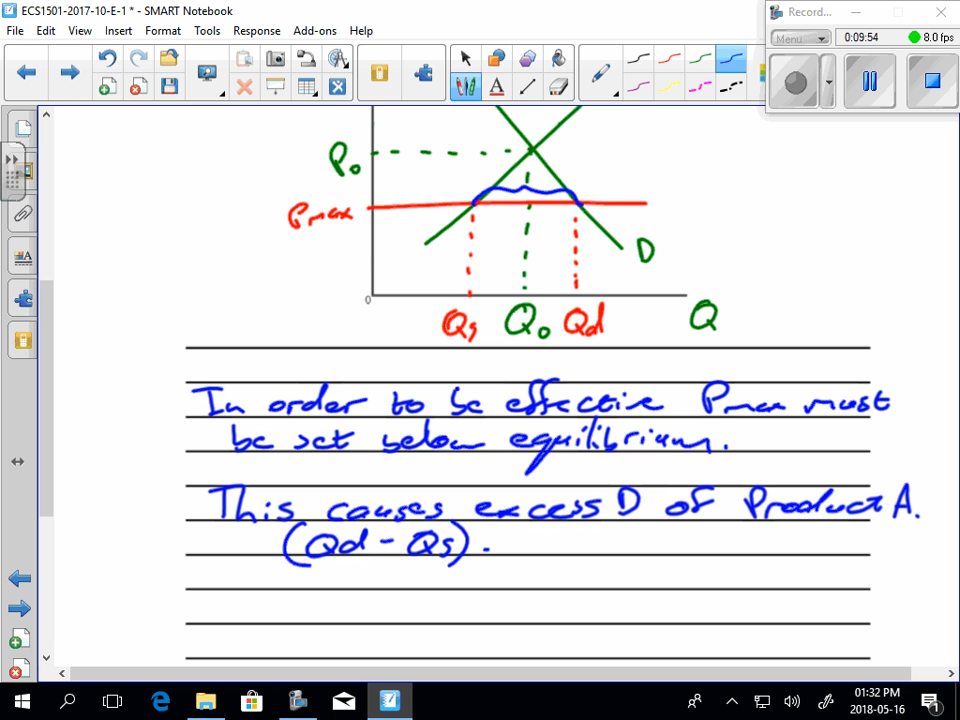 ECS1501-2017-10-E-1 * - SMART Notebook
File Edit View Insert Format Tools Response Add-ons Help
Record...
Menu
0:09:54
8.0 fps
P0
Pmax
D
0
Qs Q0 Qd Q
In order to be effective Pmax must
be set below equilibrium.
This causes excess D of Product A.
(Qd - Qs).
01:32 PM
2018-05-16
1